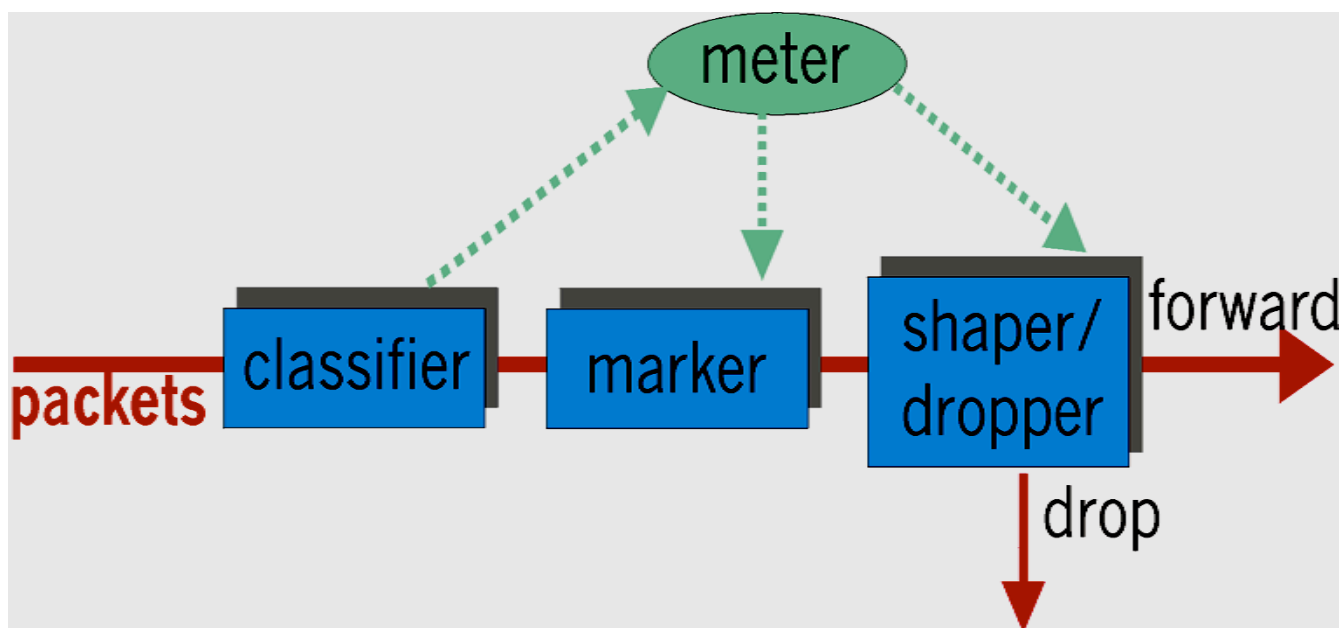 meter
packets
classifier
marker
shaper/
dropper
forward
drop